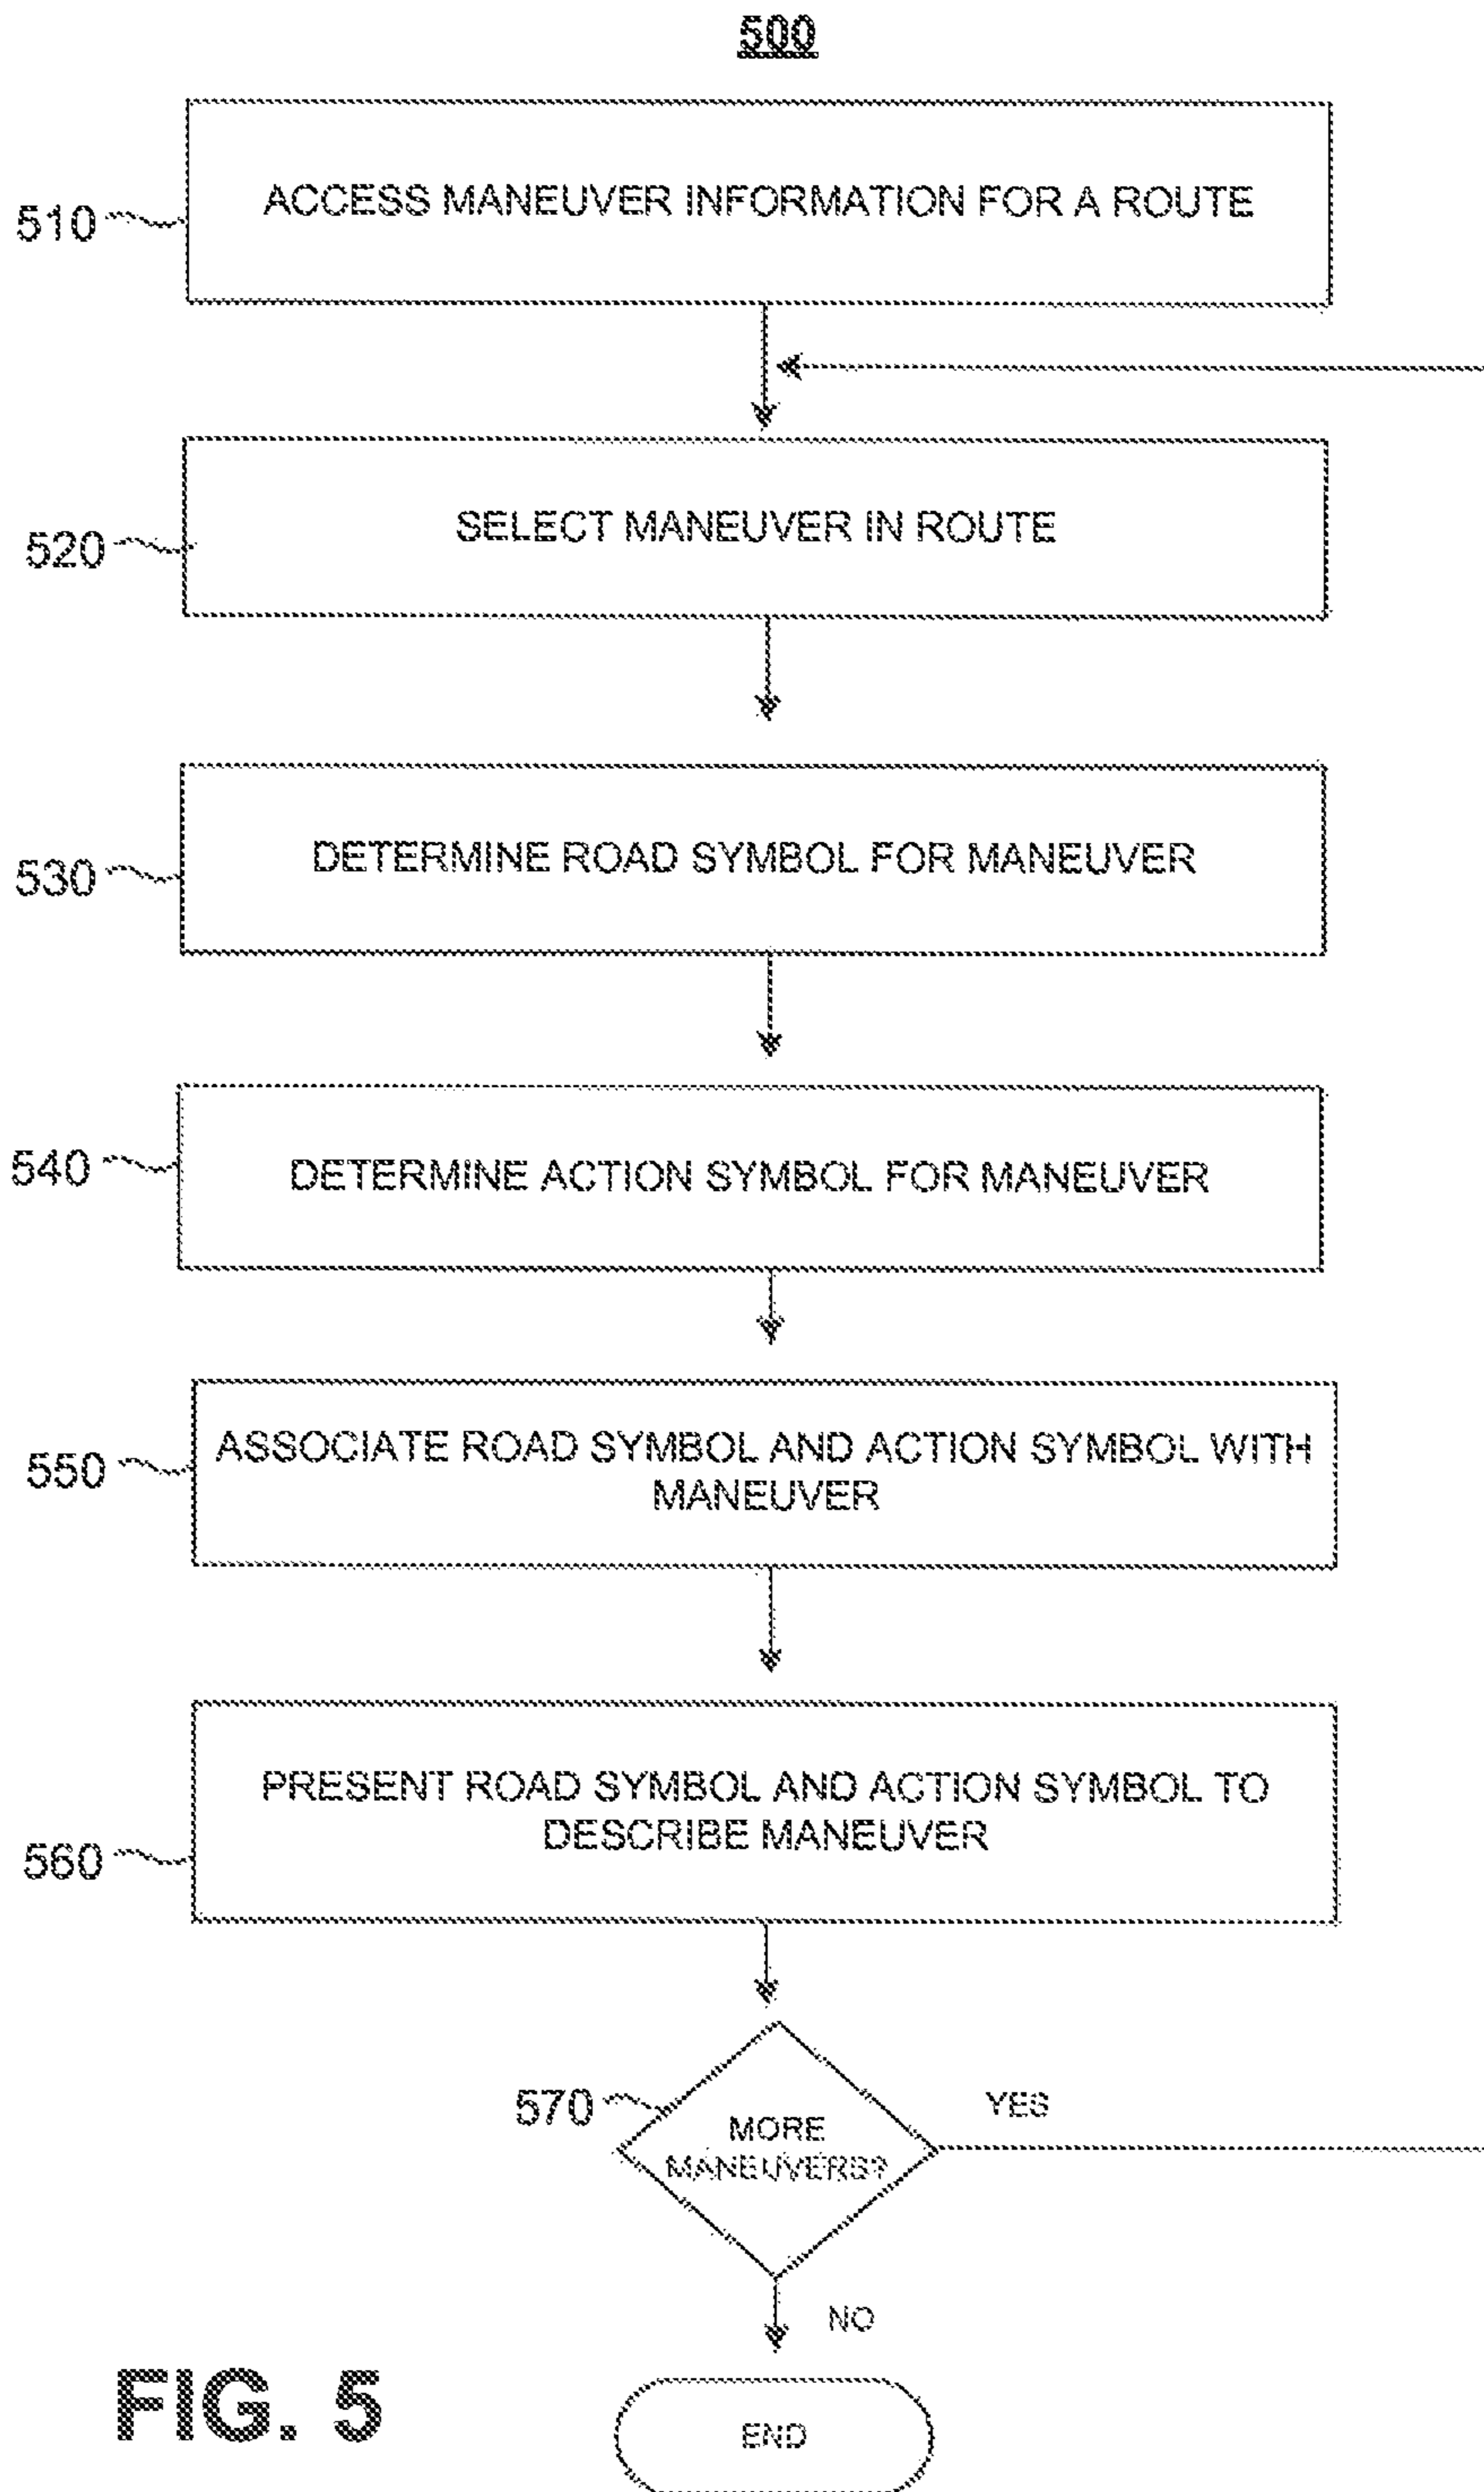 500
510
ACCESS MANEUVER INFORMATION FOR A ROUTE
520
SELECT MANEUVER IN ROUTE
530
DETERMINE ROAD SYMBOL FOR MANEUVER
540
DETERMINE ACTION SYMBOL FOR MANEUVER
550
ASSOCIATE ROAD SYMBOL AND ACTION SYMBOL WITH
MANEUVER
560
PRESENT ROAD SYMBOL AND ACTION SYMBOL TO
DESCRIBE MANEUVER
570
MORE
MANEUVERS?
YES
NO
END
FIG. 5